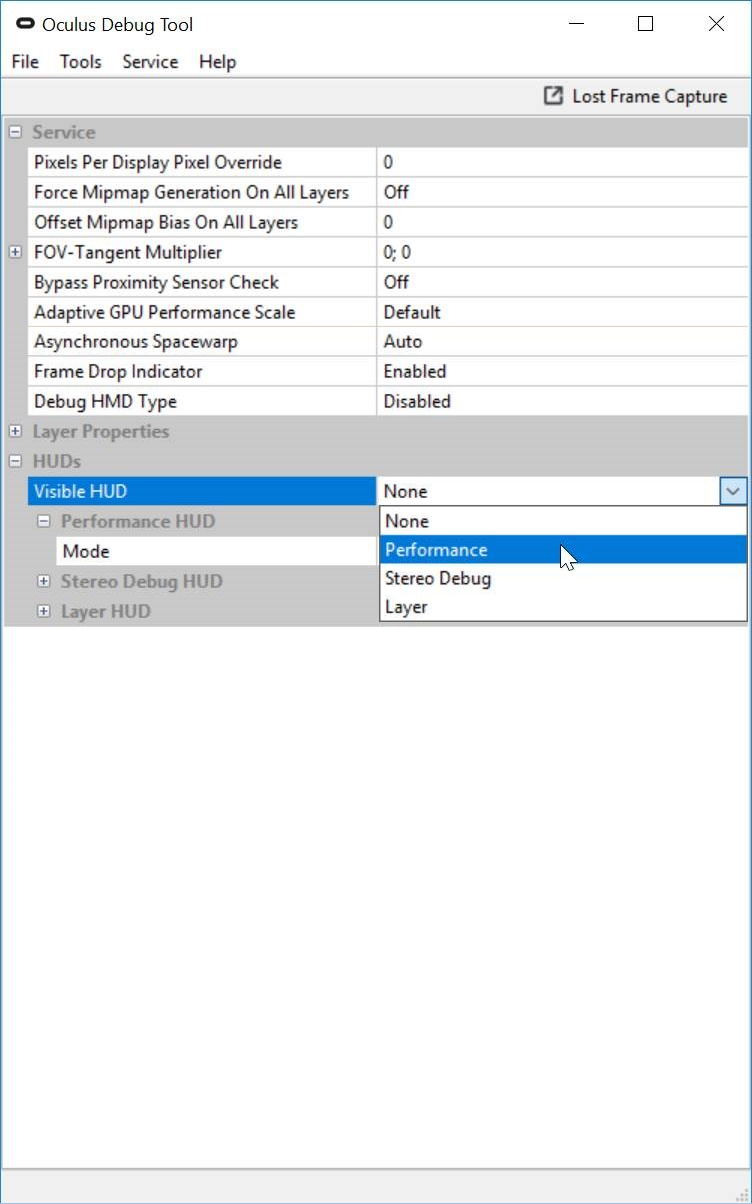 Oculus Debug Tool
File Tools Service Help
Lost Frame Capture
Service
Pixels Per Display Pixel Override 0
Force Mipmap Generation On All Layers Off
Offset Mipmap Bias On All Layers 0
FOV-Tangent Multiplier 0; 0
Bypass Proximity Sensor Check Off
Adaptive GPU Performance Scale Default
Asynchronous Spacewarp Auto
Frame Drop Indicator Enabled
Debug HMD Type Disabled
Layer Properties
HUDs
Visible HUD None
Performance HUD None
Mode Performance
Stereo Debug HUD Stereo Debug
Layer HUD Layer